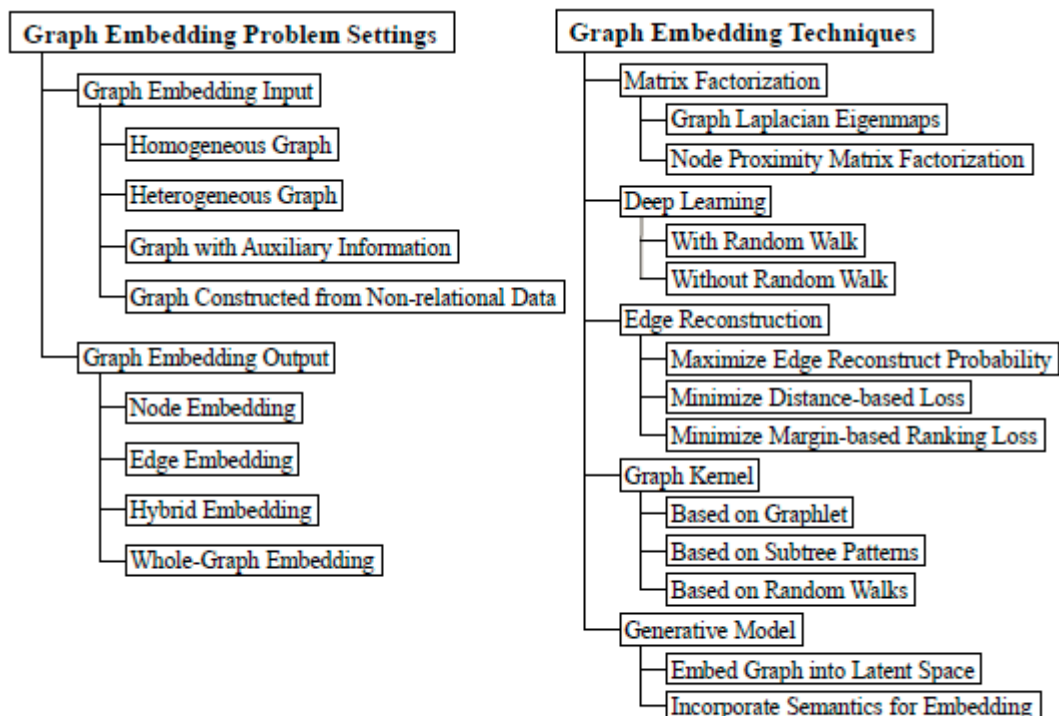 Graph Embedding Problem Settings
Graph Embedding Input
Homogeneous Graph
Heterogeneous Graph
Graph with Auxiliary Information
Graph Constructed from Non-relational Data
Graph Embedding Output
Node Embedding
Edge Embedding
Hybrid Embedding
Whole-Graph Embedding
Graph Embedding Techniques
Matrix Factorization
Graph Laplacian Eigenmaps
Node Proximity Matrix Factorization
Deep Learning
With Random Walk
Without Random Walk
Edge Reconstruction
Maximize Edge Reconstruct Probability
Minimize Distance-based Loss
Minimize Margin-based Ranking Loss
Graph Kernel
Based on Graphlet
Based on Subtree Patterns
Based on Random Walks
Generative Model
Embed Graph into Latent Space
Incorporate Semantics for Embedding